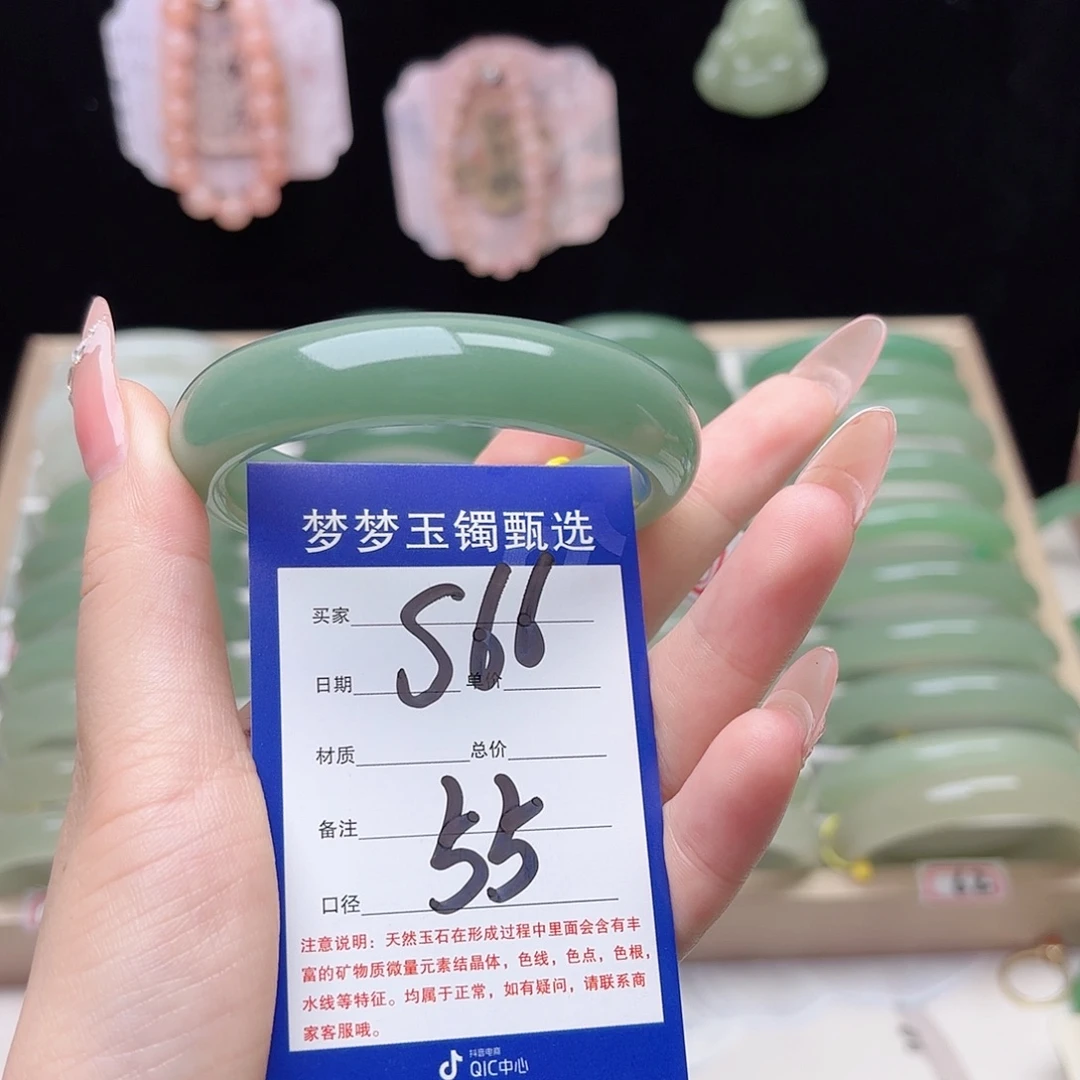 梦梦玉镯甄选
买家
S66
日期 单价
材质 总价
备注
55
口径
注意说明：天然玉石在形成过程中里面会含有丰
富的矿物质微量元素结晶体，色线，色点，色根，
水线等特征。均属于正常，如有疑问，请联系商
家客服哦。
抖音电商
QIC中心